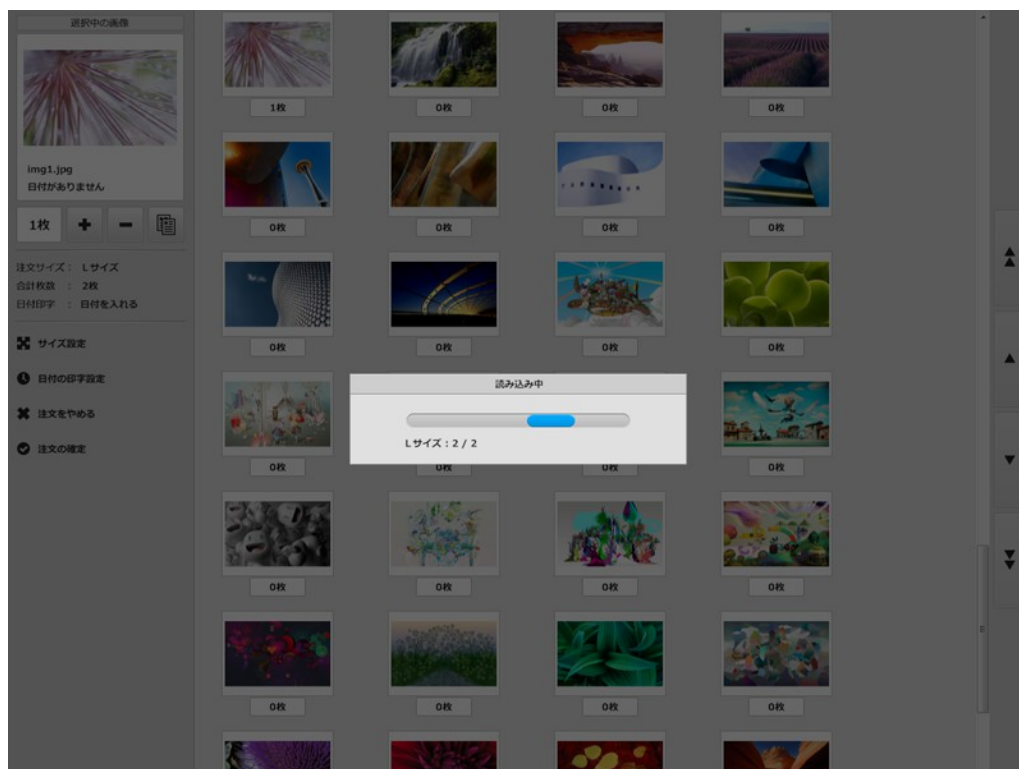 選択中の画像
img1.jpg
日付がありません
1枚
注文サイズ: Lサイズ
合計枚数 : 2枚
日付印字 : 日付を入れる
サイズ設定
日付の印字設定
注文をやめる
注文の確定
1枚 0枚 0枚 0枚
0枚 0枚 0枚 0枚
0枚 0枚 0枚 0枚
読み込み中
Lサイズ:2 / 2
0枚 0枚 0枚 0枚
0枚 0枚 0枚 0枚
0枚 0枚 0枚 0枚